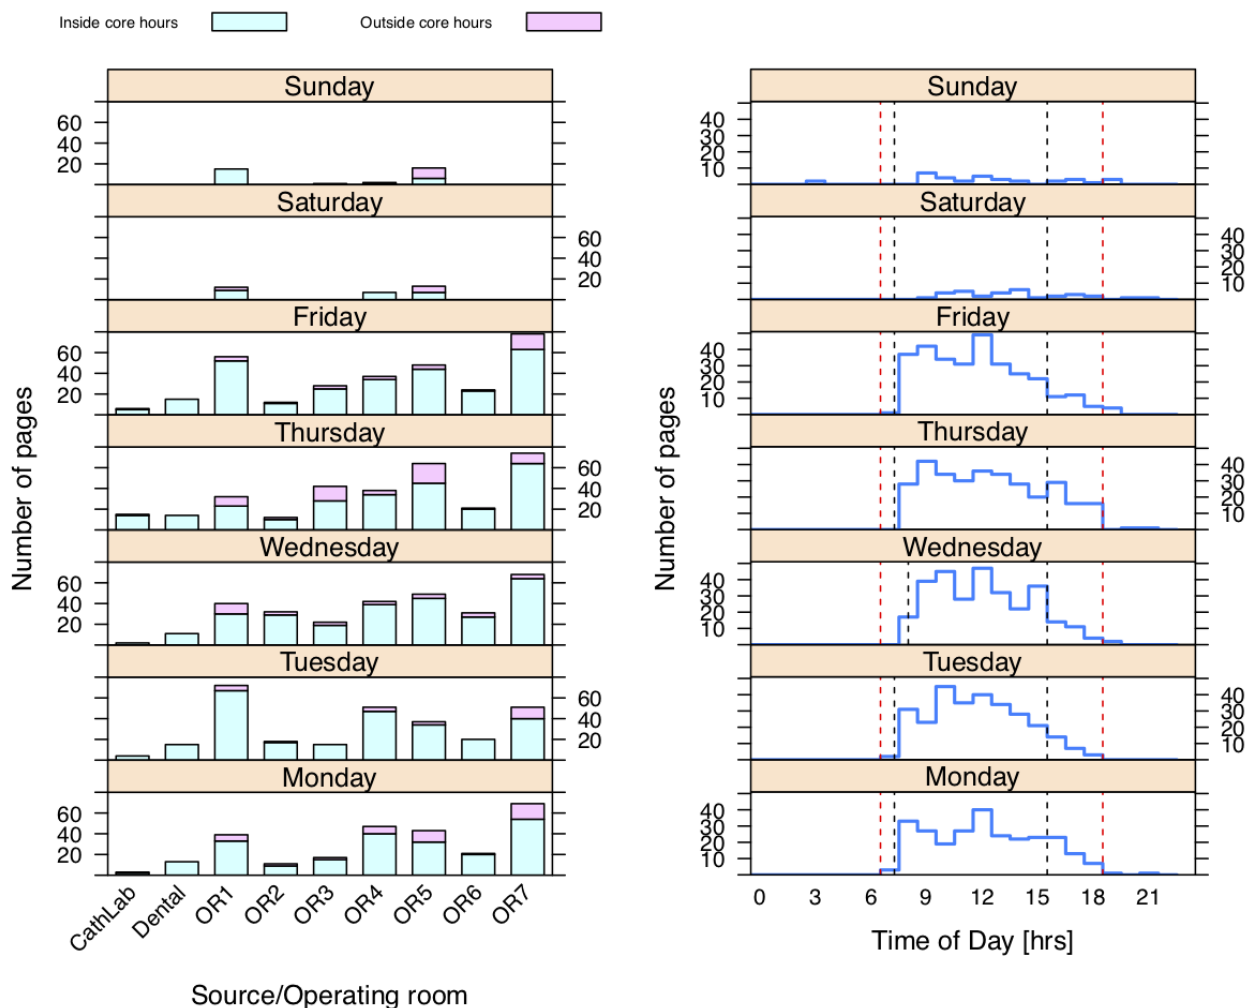 Inside core hours
Outside core hours
Sunday
60
40
20
Saturday
60
40
20
Friday
60
40
20
Thursday
60
40
20
Wednesday
60
40
20
Tuesday
60
40
20
Monday
60
40
20
Number of pages
CathLab Dental OR1 OR2 OR3 OR4 OR5 OR6 OR7
Source/Operating room
Sunday
40
30
20
10
Saturday
40
30
20
10
Friday
40
30
20
10
Thursday
40
30
20
10
Wednesday
40
30
20
10
Tuesday
40
30
20
10
Monday
40
30
20
10
Number of pages
0 3 6 9 12 15 18 21
Time of Day [hrs]